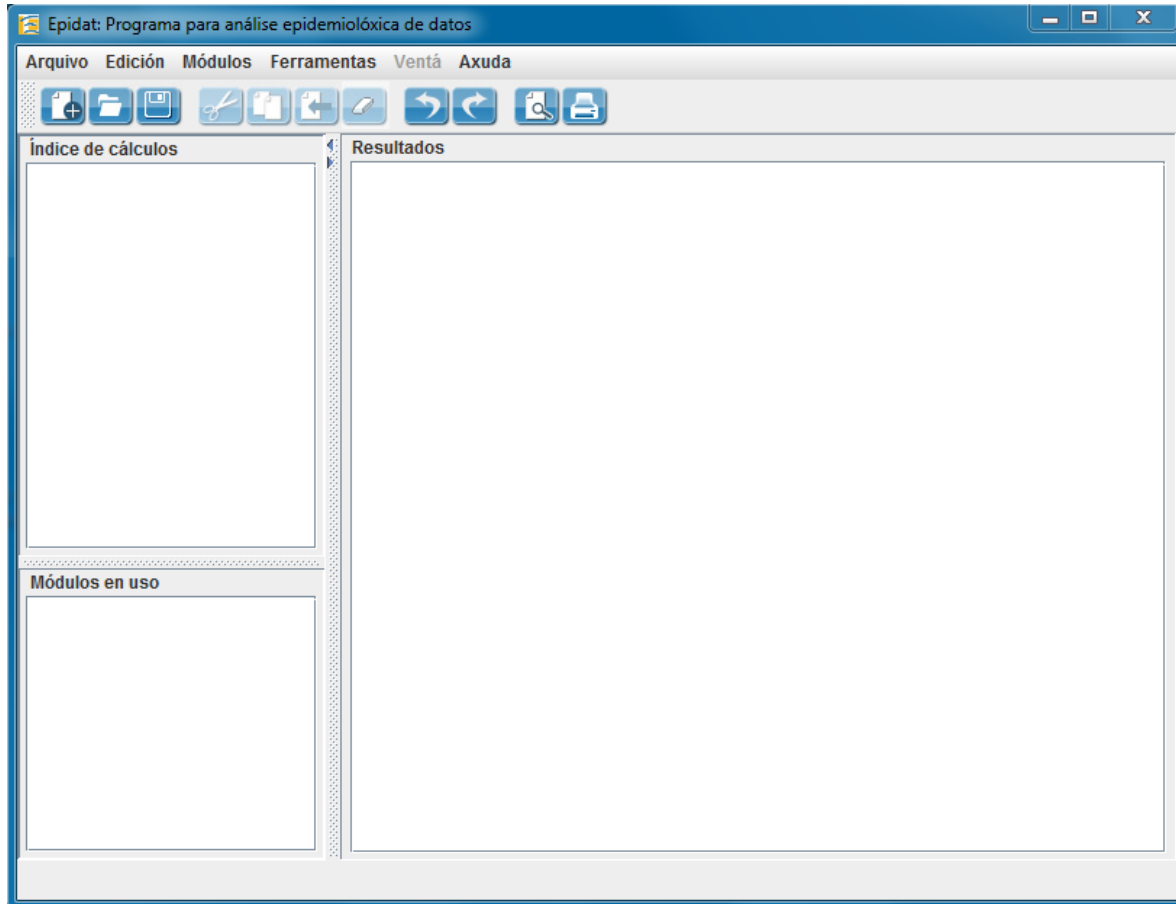 Epidat: Programa para análise epidemiolóxica de datos
Arquivo Edición Módulos Ferramentas Ventá Axuda
Índice de cálculos
Resultados
Módulos en uso